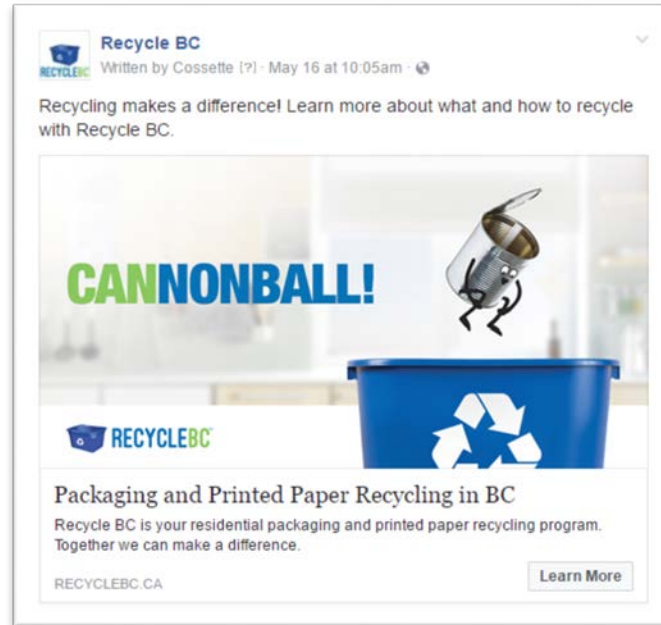 Recycle BC
Written by Cossette [?] · May 16 at 10:05am ·
Recycling makes a difference! Learn more about what and how to recycle
with Recycle BC.
CANNONBALL!
RECYCLEBC
RECYCLEBC
Packaging and Printed Paper Recycling in BC
Recycle BC is your residential packaging and printed paper recycling program.
Together we can make a difference.
RECYCLEBC.CA
Learn More